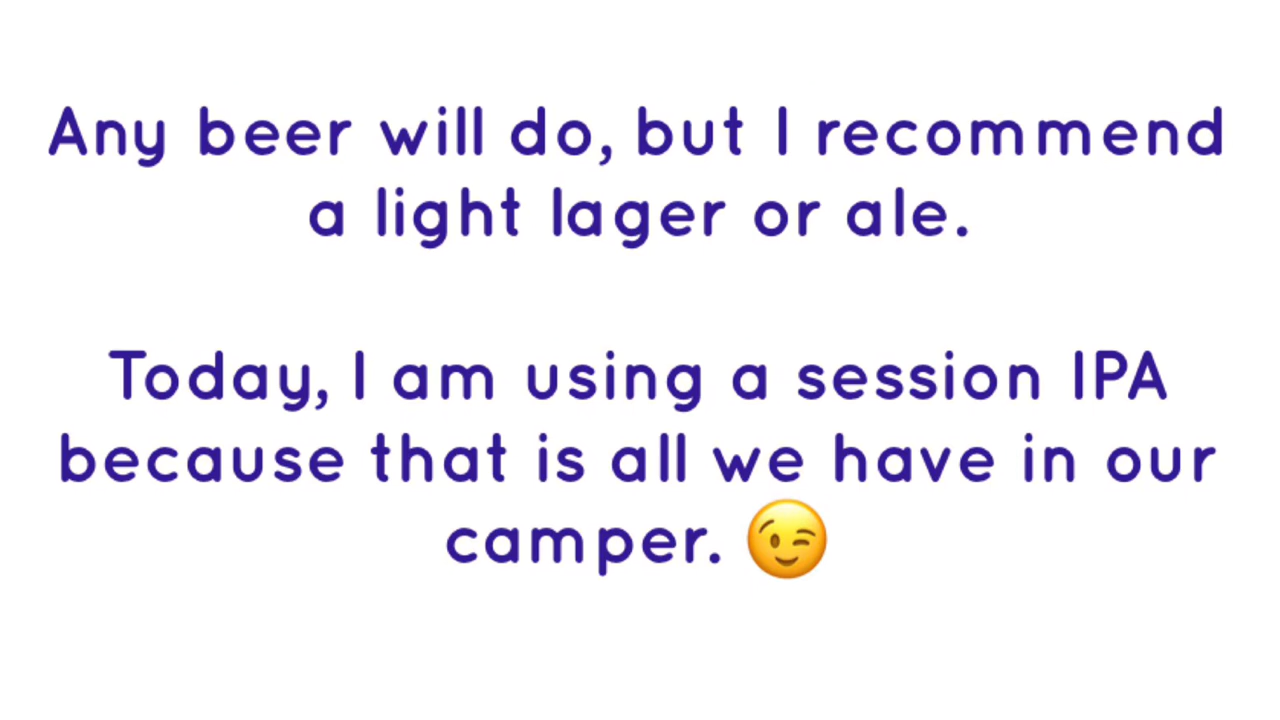 Any beer will do, but I recommend
a light lager or ale.
Today, I am using a session IPA
because that is all we have in our
camper. 😉